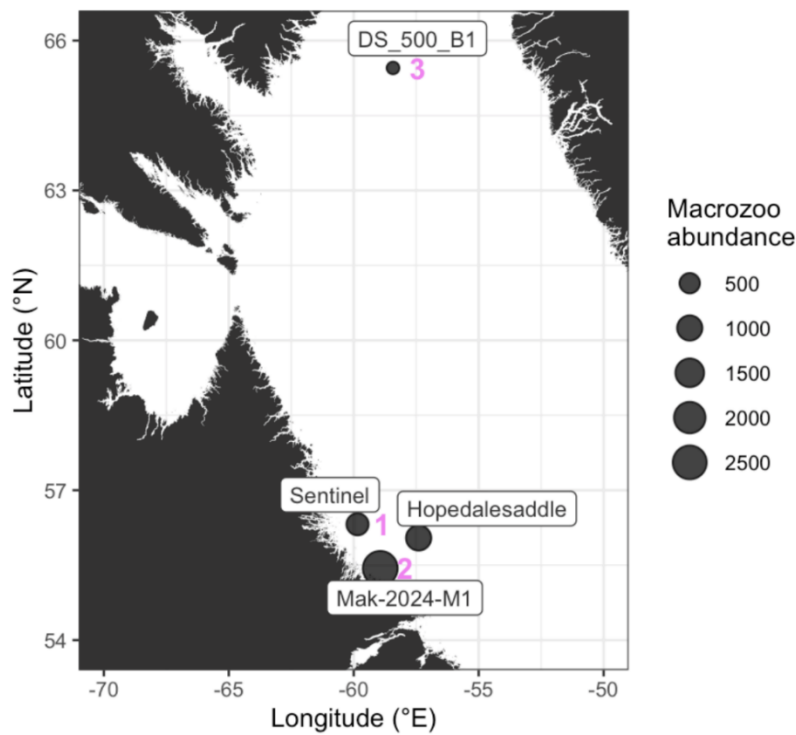 DS_500_B1
3
Sentinel
Hopedalesaddle
1
2
Mak-2024-M1
66
63
60
57
54
Latitude (°N)
-70
-65
-60
-55
-50
Longitude (°E)
Macrozoo
abundance
500
1000
1500
2000
2500